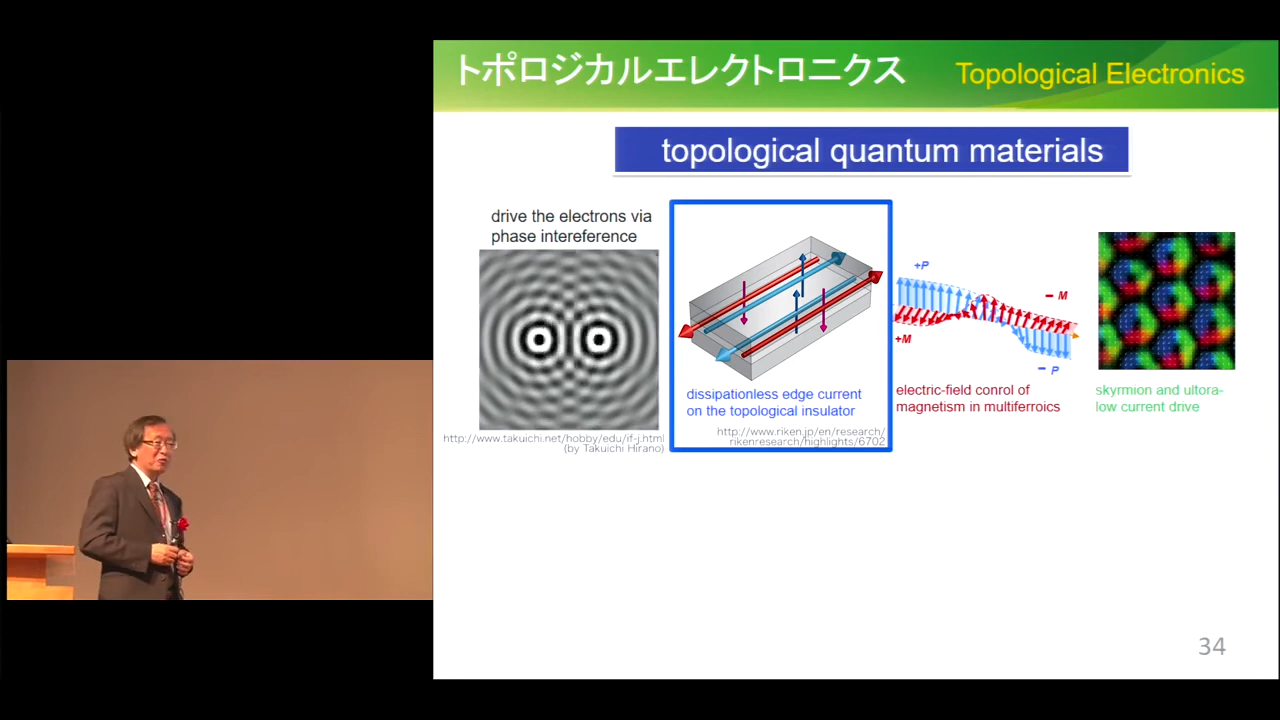 トポロジカルエレクトロニクス Topological Electronics
topological quantum materials
drive the electrons via
phase intereference
http://www.takuichi.net/hobby/edu/if-j.html
(by Takuichi Hirano)
dissipationless edge current
on the topological insulator
http://www.riken.jp/en/research/
rikenresearch/highlights/6702
+P
− M
+M
− P
electric-field conrol of
magnetism in multiferroics
skyrmion and ultora-
low current drive
34